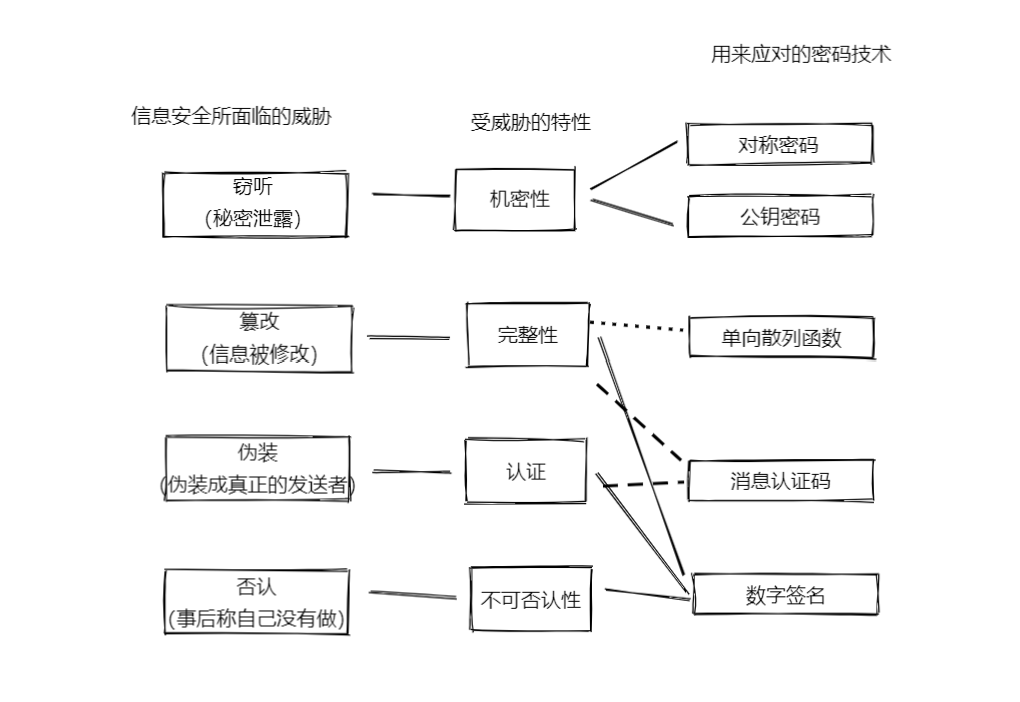 用来应对的密码技术
信息安全所面临的威胁
受威胁的特性
窃听
(秘密泄露)
机密性
对称密码
公钥密码
篡改
(信息被修改)
完整性
单向散列函数
伪装
(伪装成真正的发送者)
认证
消息认证码
否认
(事后称自己没有做)
不可否认性
数字签名